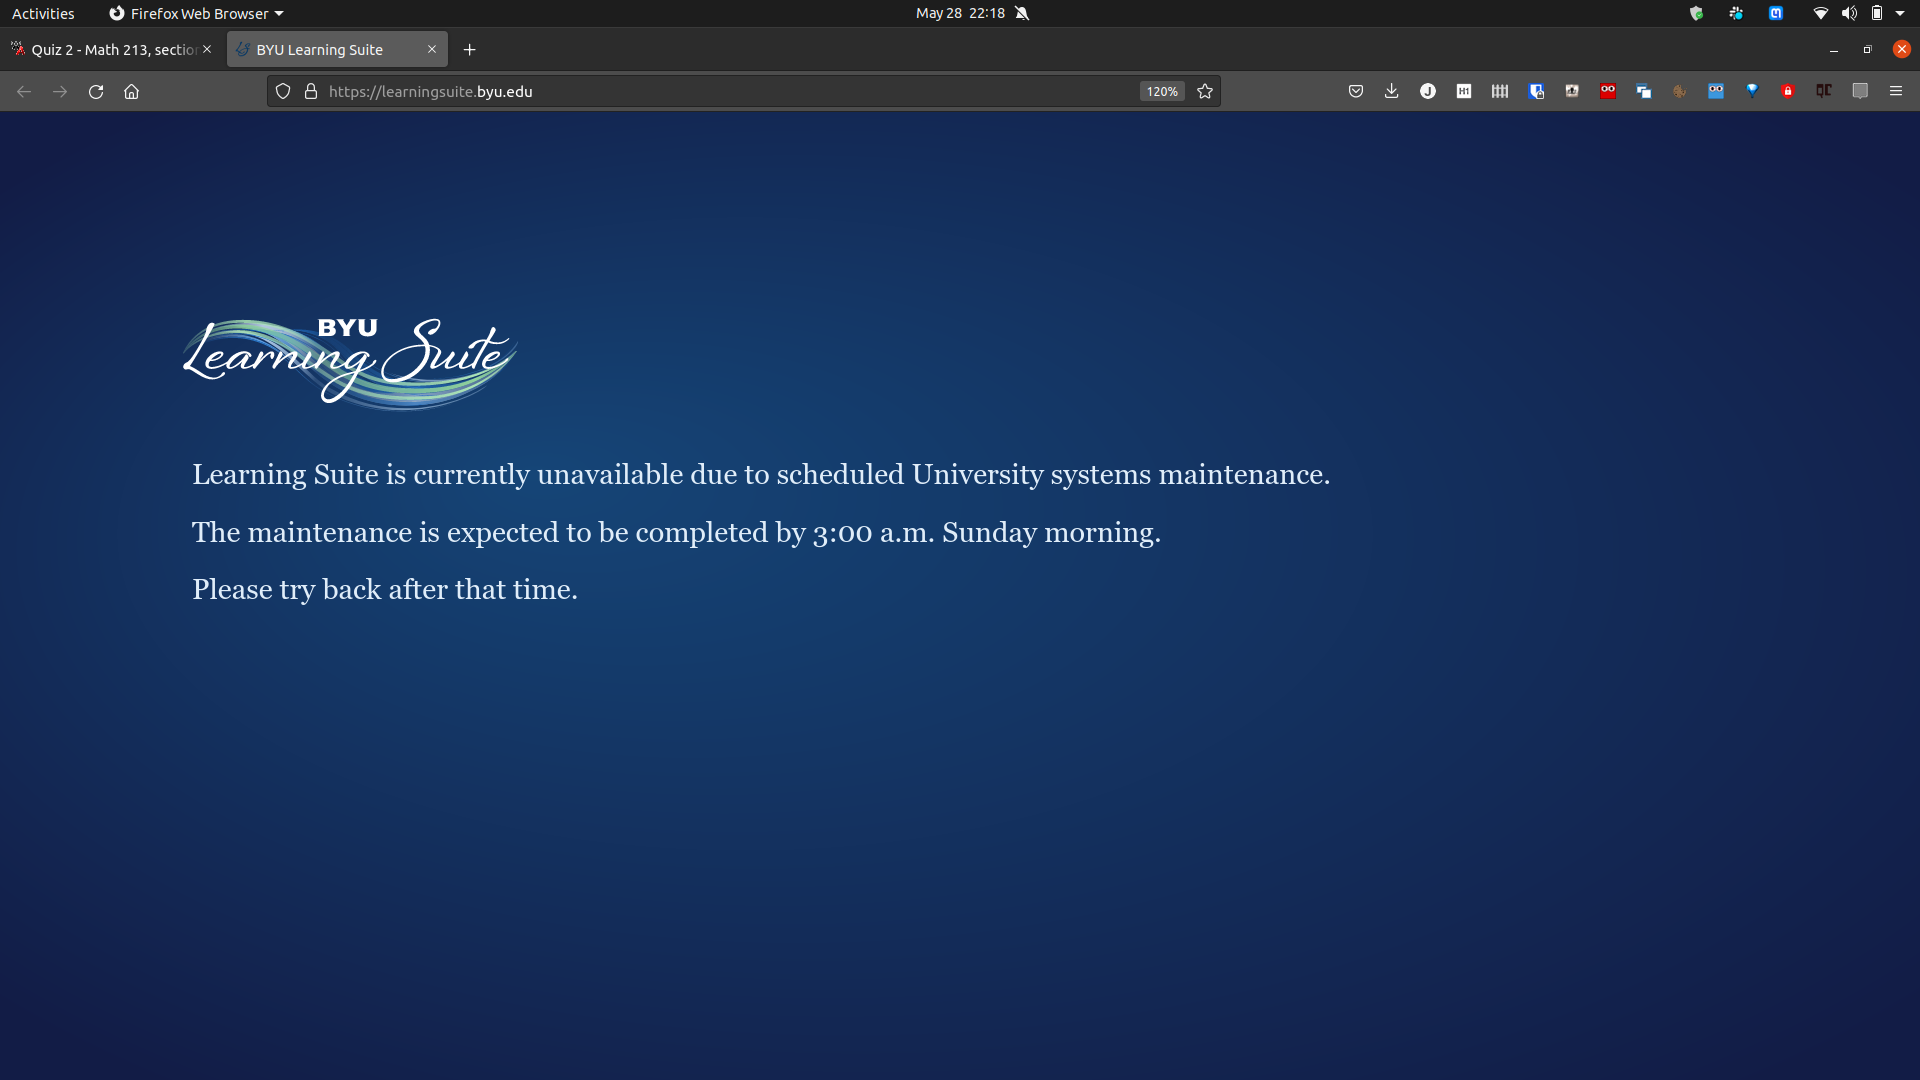 Activities Firefox Web Browser May 28 22:18
Quiz 2 - Math 213, sectio BYU Learning Suite
https://learningsuite.byu.edu 120%
BYU
Learning Suite
Learning Suite is currently unavailable due to scheduled University systems maintenance.
The maintenance is expected to be completed by 3:00 a.m. Sunday morning.
Please try back after that time.